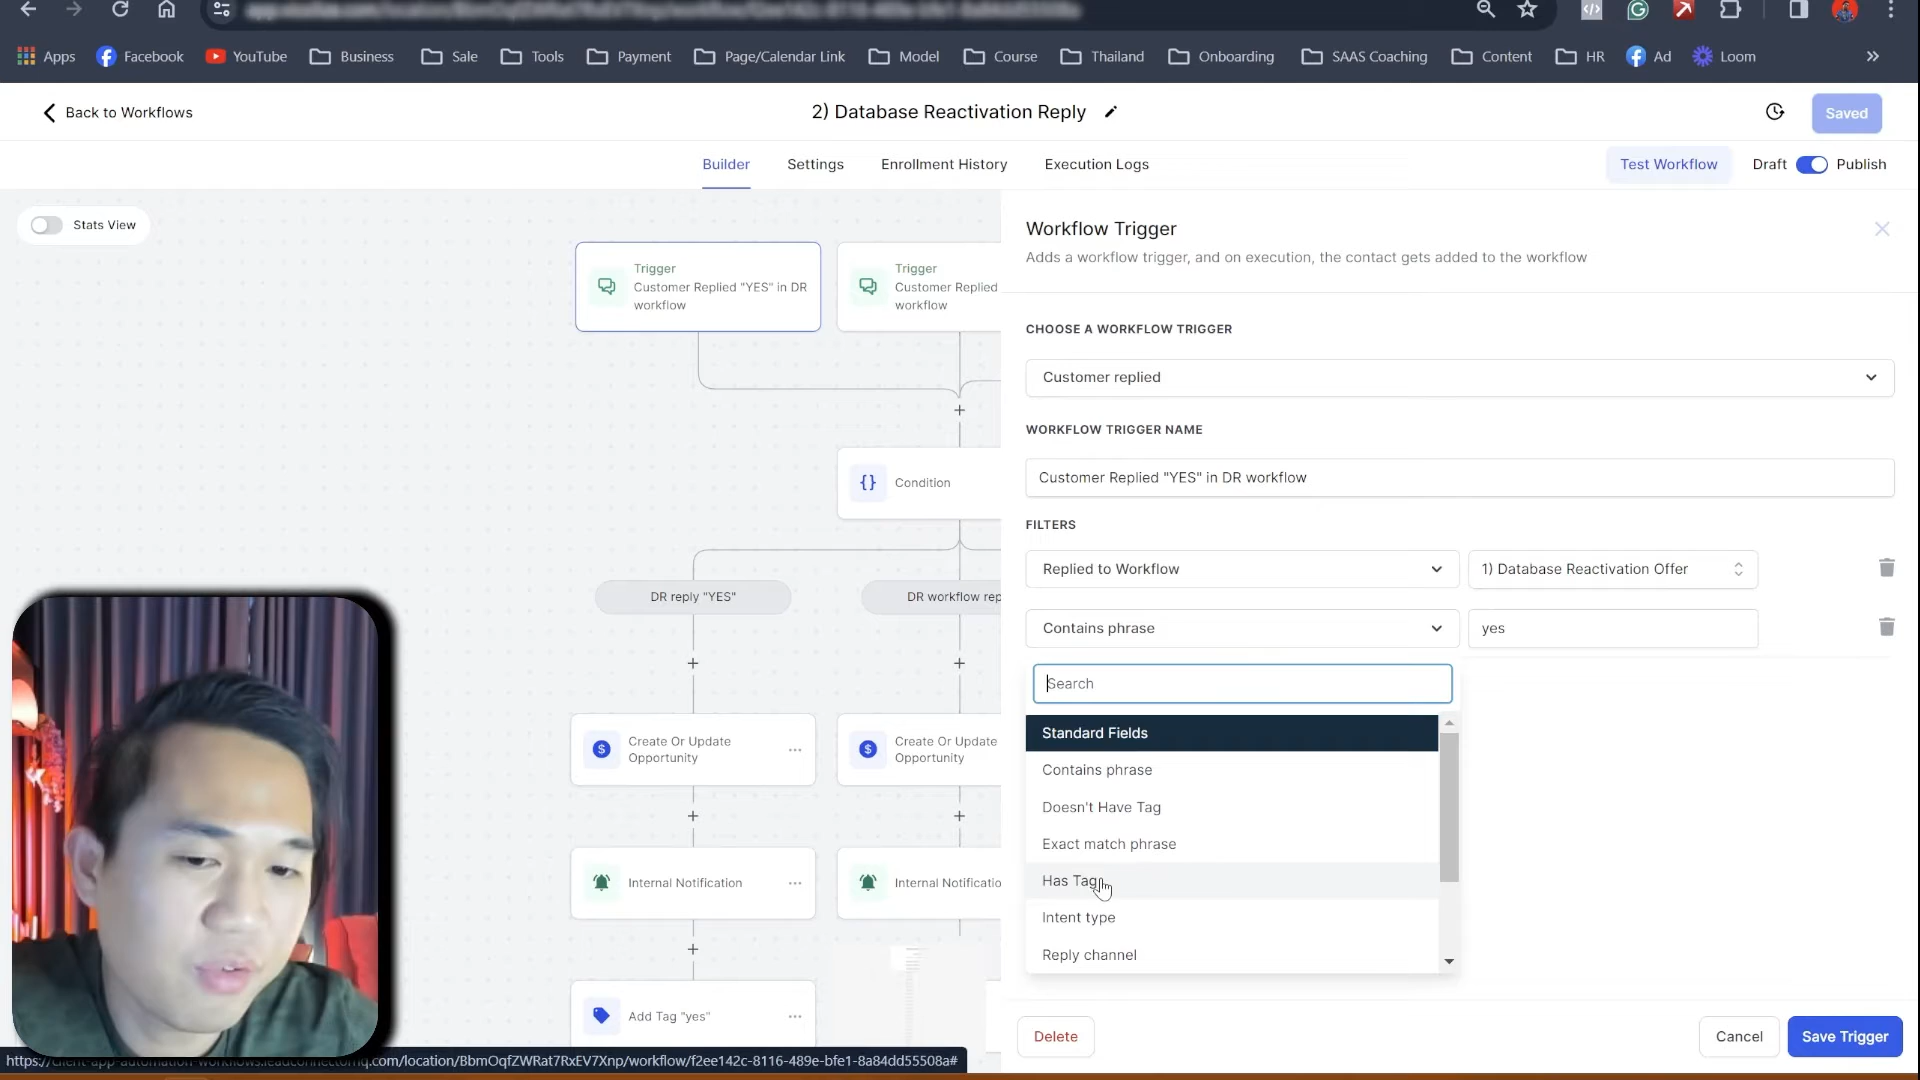 Apps
Facebook
YouTube
Business
Sale
Tools
Payment
Page/Calendar Link
Model
Course
Thailand
Onboarding
SAAS Coaching
Content
HR
Ad
Loom
Back to Workflows
2) Database Reactivation Reply
Saved
Builder
Settings
Enrollment History
Execution Logs
Test Workflow
Draft
Publish
Stats View
Trigger
Customer Replied "YES" in DR
workflow
Trigger
Customer Replied
workflow
Condition
DR reply "YES"
DR workflow rep
Create Or Update
Opportunity
Create Or Update
Opportunity
Internal Notification
Internal Notificatio
Add Tag "yes"
Workflow Trigger
Adds a workflow trigger, and on execution, the contact gets added to the workflow
CHOOSE A WORKFLOW TRIGGER
Customer replied
WORKFLOW TRIGGER NAME
Customer Replied "YES" in DR workflow
FILTERS
Replied to Workflow
1) Database Reactivation Offer
Contains phrase
yes
Search
Standard Fields
Contains phrase
Doesn't Have Tag
Exact match phrase
Has Tag
Intent type
Reply channel
Delete
Cancel
Save Trigger
https://client-app-automation-workflows.leadconnectorhq.com/location/BbmOqfZWRat7RxEV7Xnp/workflow/f2ee142c-8116-489e-bfe1-8a84dd55508a#